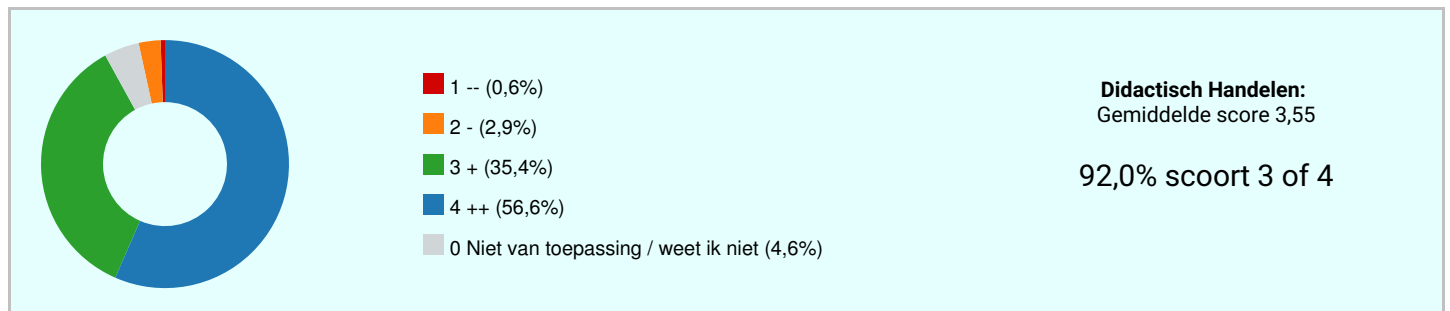 1 -- (0,6%)
2 - (2,9%)
3 + (35,4%)
4 ++ (56,6%)
0 Niet van toepassing / weet ik niet (4,6%)
Didactisch Handelen:
Gemiddelde score 3,55
92,0% scoort 3 of 4